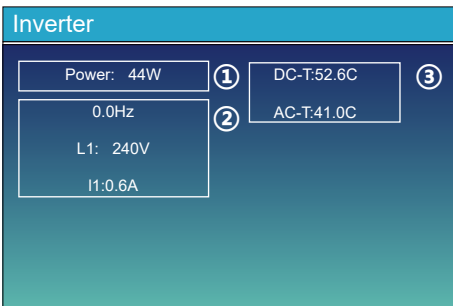 Inverter
Power: 44W
①
0.0Hz
L1: 240V
I1:0.6A
②
DC-T:52.6C
AC-T:41.0C
③